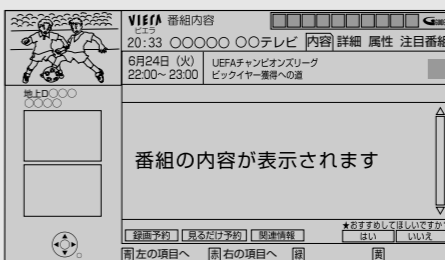 VIErA 番組内容
ビエラ
20:33 ○○○○○ ○○テレビ 内容 詳細 属性 注目番組
6月24日（火）
22:00～23:00
UEFAチャンピオンズリーグ
ビックイヤー獲得への道
地上D○○○
○○○○
番組の内容が表示されます
★おすすめしてほしいですか?
録画予約 見るだけ予約 関連情報 はい いいえ
青 左の項目へ 赤 右の項目へ 緑 黄